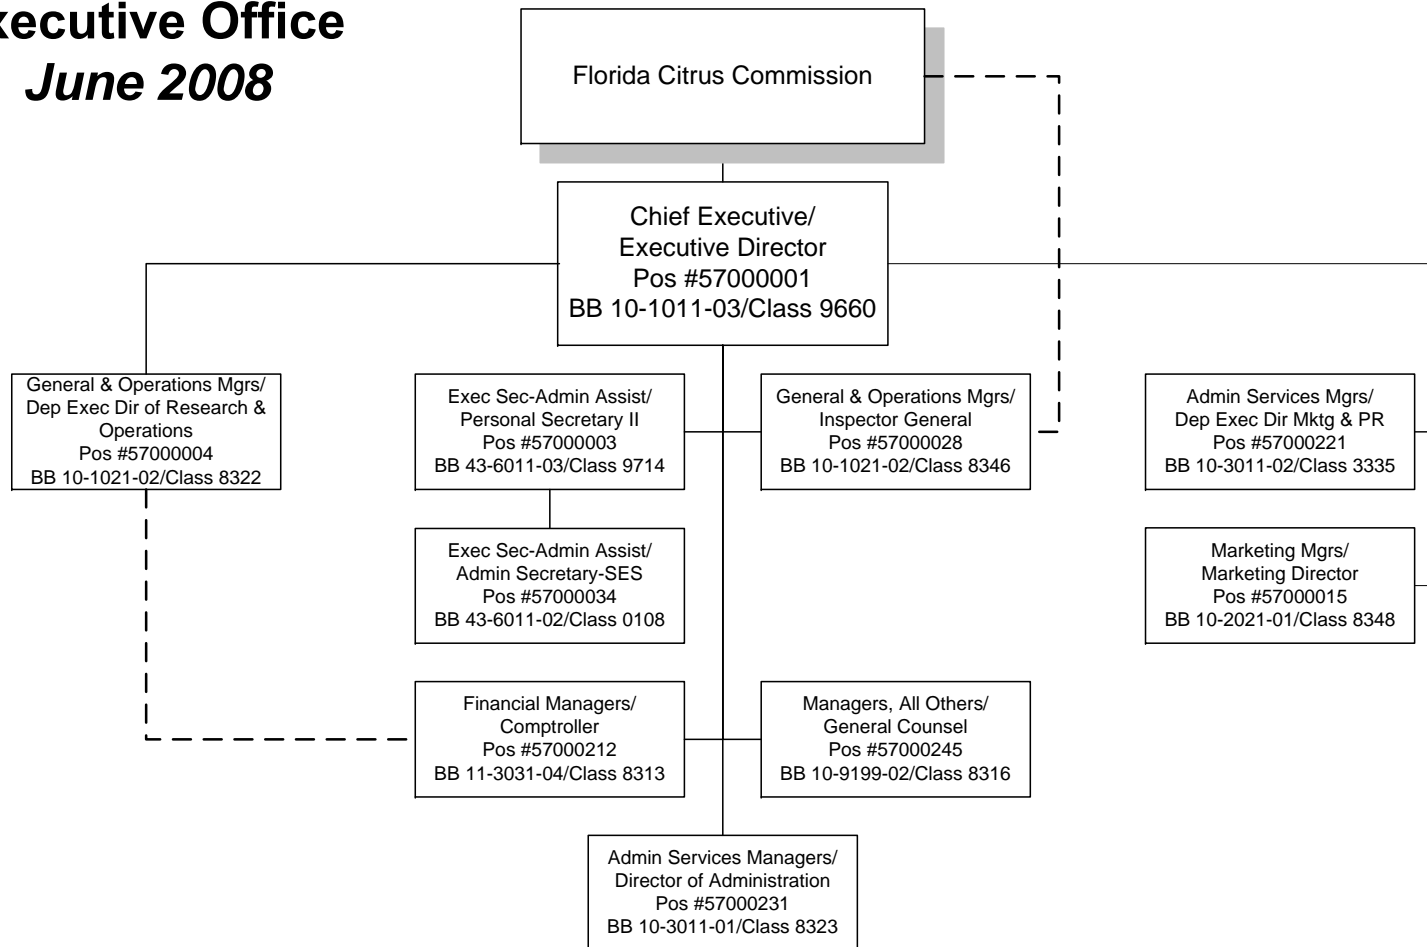 xecutive Office
June 2008
Florida Citrus Commission
Chief Executive/
Executive Director
Pos #57000001
BB 10-1011-03/Class 9660
General & Operations Mgrs/
Dep Exec Dir of Research &
Operations
Pos #57000004
BB 10-1021-02/Class 8322
Exec Sec-Admin Assist/
Personal Secretary II
Pos #57000003
BB 43-6011-03/Class 9714
General & Operations Mgrs/
Inspector General
Pos #57000028
BB 10-1021-02/Class 8346
Admin Services Mgrs/
Dep Exec Dir Mktg & PR
Pos #57000221
BB 10-3011-02/Class 3335
Exec Sec-Admin Assist/
Admin Secretary-SES
Pos #57000034
BB 43-6011-02/Class 0108
Marketing Mgrs/
Marketing Director
Pos #57000015
BB 10-2021-01/Class 8348
Financial Managers/
Comptroller
Pos #57000212
BB 11-3031-04/Class 8313
Managers, All Others/
General Counsel
Pos #57000245
BB 10-9199-02/Class 8316
Admin Services Managers/
Director of Administration
Pos #57000231
BB 10-3011-01/Class 8323